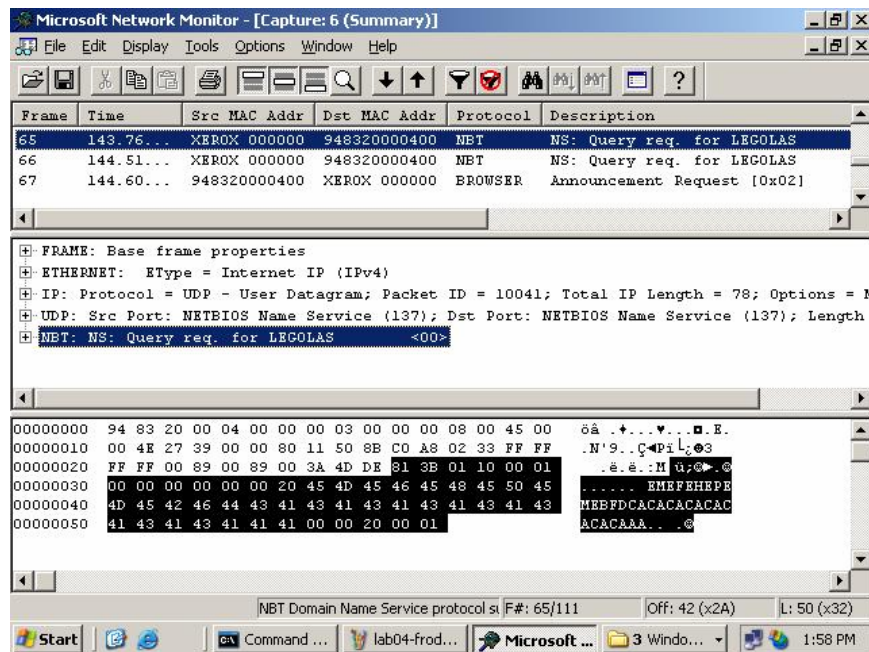 Microsoft Network Monitor - [Capture: 6 (Summary)]
File Edit Display Tools Options Window Help
Frame Time Src MAC Addr Dst MAC Addr Protocol Description
65 143.76... XEROX 000000 948320000400 NBT NS: Query req. for LEGOLAS
66 144.51... XEROX 000000 948320000400 NBT NS: Query req. for LEGOLAS
67 144.60... 948320000400 XEROX 000000 BROWSER Announcement Request [0x02]
FRAME: Base frame properties
ETHERNET: EType = Internet IP (IPv4)
IP: Protocol = UDP - User Datagram; Packet ID = 10041; Total IP Length = 78; Options =
UDP: Src Port: NETBIOS Name Service (137); Dst Port: NETBIOS Name Service (137); Length
NBT: NS: Query req. for LEGOLAS <00>
00000000 94 83 20 00 04 00 00 00 03 00 00 00 08 00 45 00 öâ .♦...♥...◘.E.
00000010 00 4E 27 39 00 00 80 11 50 8B C0 A8 02 33 FF FF .N'9..Ç◄Pï└¿☻3
00000020 FF FF 00 89 00 89 00 3A 4D DE 81 3B 01 10 00 01 .ë.ë.:M ü;☺►.☺
00000030 00 00 00 00 00 00 20 45 4D 45 46 45 48 45 50 45 ...... EMEFEHEPE
00000040 4D 45 42 46 44 43 41 43 41 43 41 43 41 43 41 43 MEBFDCACACACACAC
00000050 41 43 41 43 41 41 41 00 00 20 00 01 ACACAAA.. .☺
NBT Domain Name Service protocol su F#: 65/111 Off: 42 (x2A) L: 50 (x32)
Start Command ... lab04-frod... Microsoft ... 3 Windo... 1:58 PM